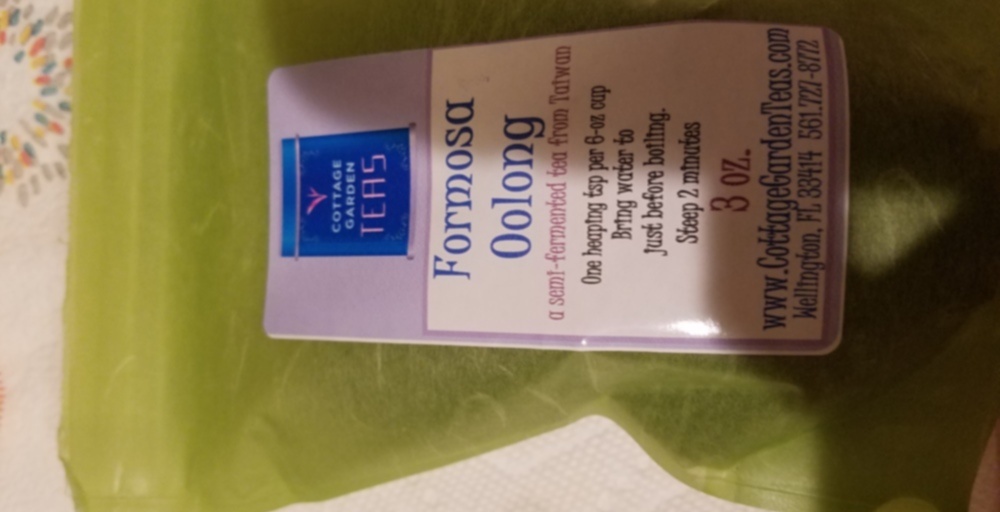 COTTAGE
GARDEN
TEAS
Formosa
Oolong
a semi-fermented tea from Taiwan
One heaping tsp per 6-oz cup
Bring water to
just before boiling.
Steep 2 minutes
3 oz.
www.CottageGardenTeas.com
Wellington, FL 33414 561.727-8772